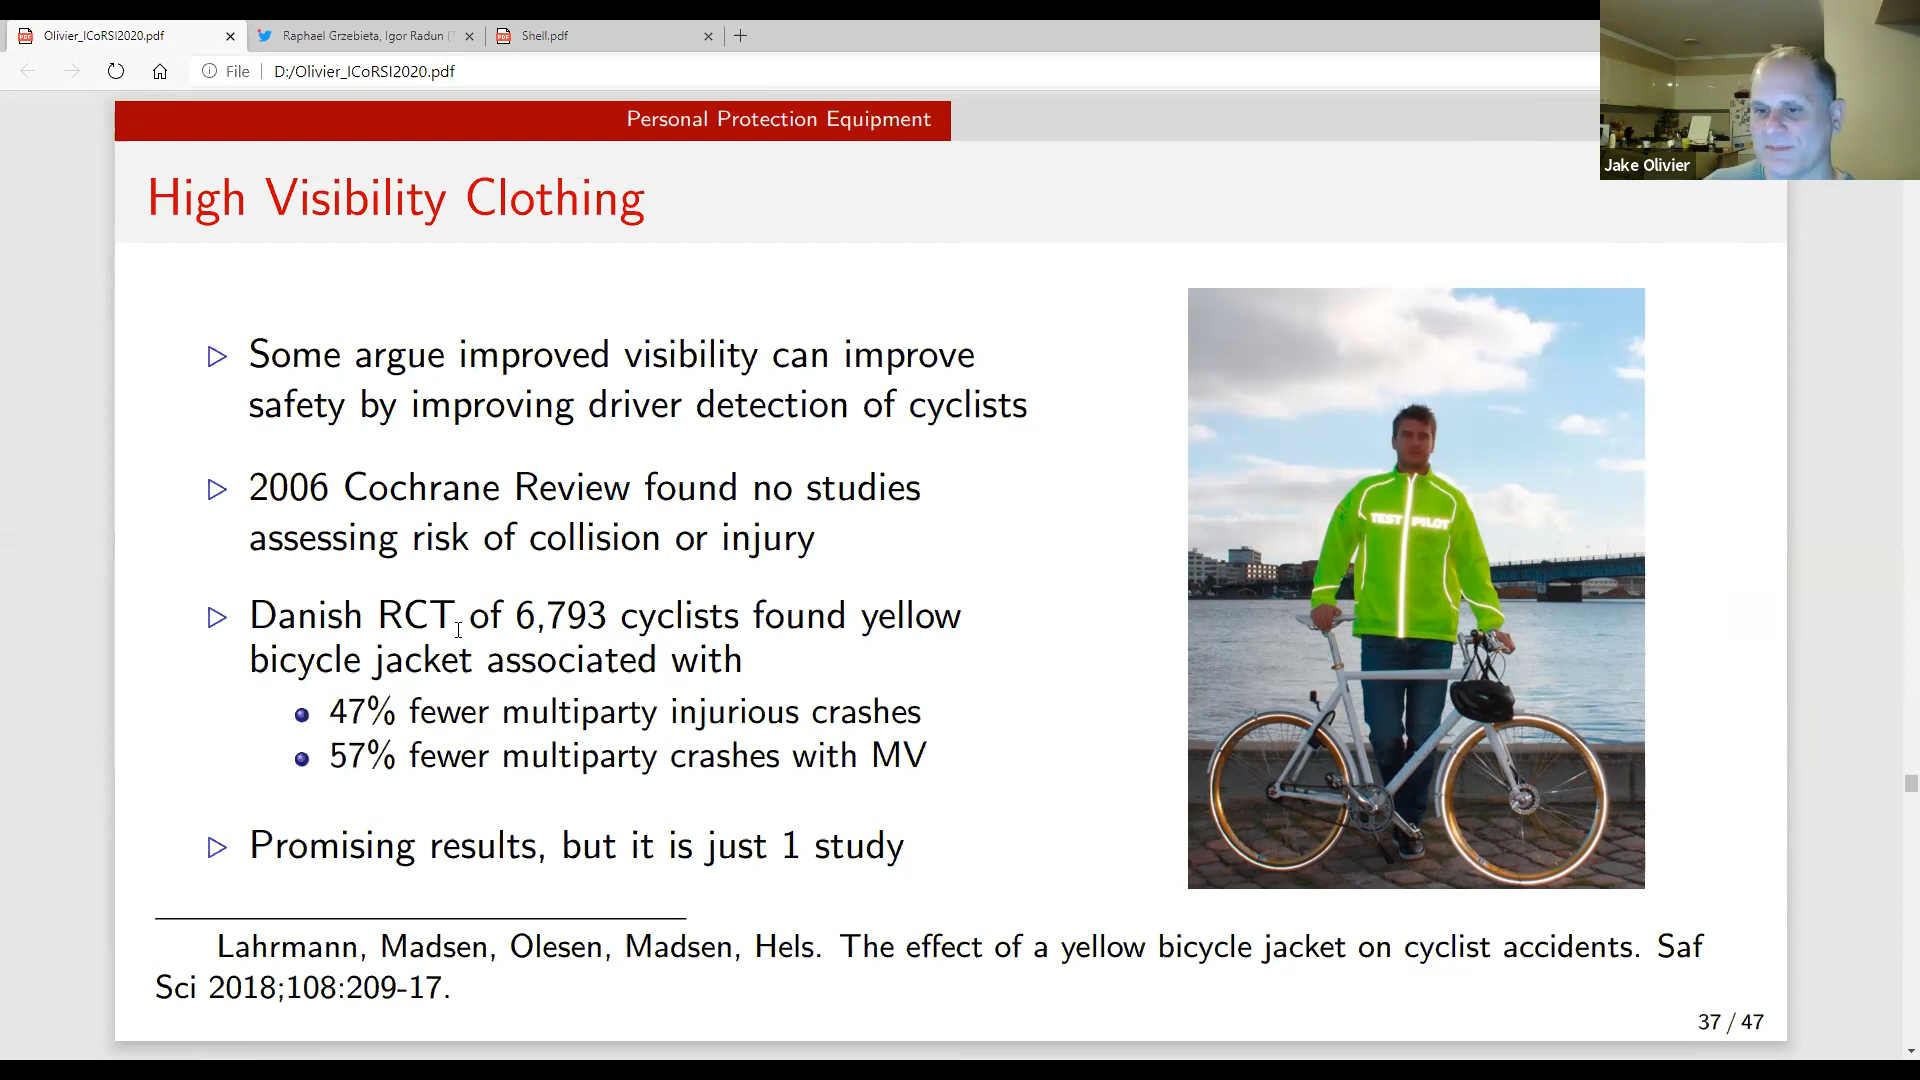 Olivier_ICoRSI2020.pdf
Raphael Grzebieta, Igor Radun (
Shell.pdf
File
D:/Olivier_ICoRSI2020.pdf
Jake Olivier
Personal Protection Equipment
High Visibility Clothing
Some argue improved visibility can improve
safety by improving driver detection of cyclists
2006 Cochrane Review found no studies
assessing risk of collision or injury
Danish RCT of 6,793 cyclists found yellow
bicycle jacket associated with
47% fewer multiparty injurious crashes
57% fewer multiparty crashes with MV
Promising results, but it is just 1 study
TEST PILOT
Lahrmann, Madsen, Olesen, Madsen, Hels. The effect of a yellow bicycle jacket on cyclist accidents. Saf
Sci 2018;108:209-17.
37 / 47